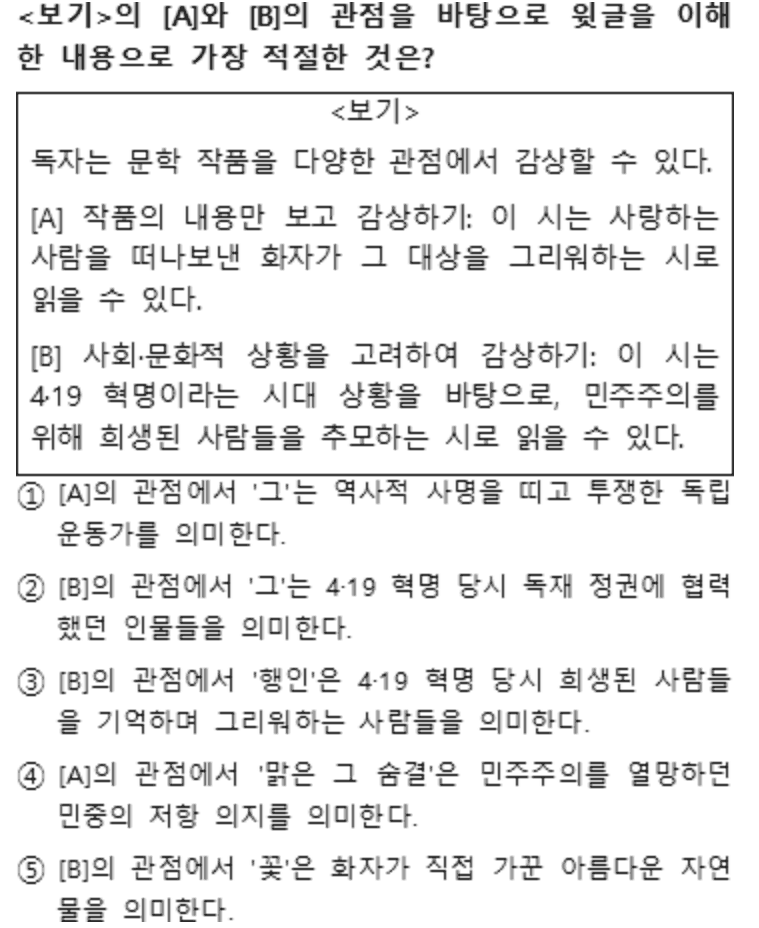 <보기>의 [A]와 [B]의 관점을 바탕으로 윗글을 이해
한 내용으로 가장 적절한 것은?
<보기>
독자는 문학 작품을 다양한 관점에서 감상할 수 있다.
[A] 작품의 내용만 보고 감상하기: 이 시는 사랑하는
사람을 떠나보낸 화자가 그 대상을 그리워하는 시로
읽을 수 있다.
[B] 사회·문화적 상황을 고려하여 감상하기: 이 시는
4·19 혁명이라는 시대 상황을 바탕으로, 민주주의를
위해 희생된 사람들을 추모하는 시로 읽을 수 있다.
① [A]의 관점에서 '그'는 역사적 사명을 띠고 투쟁한 독립
운동가를 의미한다.
② [B]의 관점에서 '그'는 4·19 혁명 당시 독재 정권에 협력
했던 인물들을 의미한다.
③ [B]의 관점에서 '행인'은 4·19 혁명 당시 희생된 사람들
을 기억하며 그리워하는 사람들을 의미한다.
④ [A]의 관점에서 '맑은 그 숨결'은 민주주의를 열망하던
민중의 저항 의지를 의미한다.
⑤ [B]의 관점에서 '꽃'은 화자가 직접 가꾼 아름다운 자연
물을 의미한다.